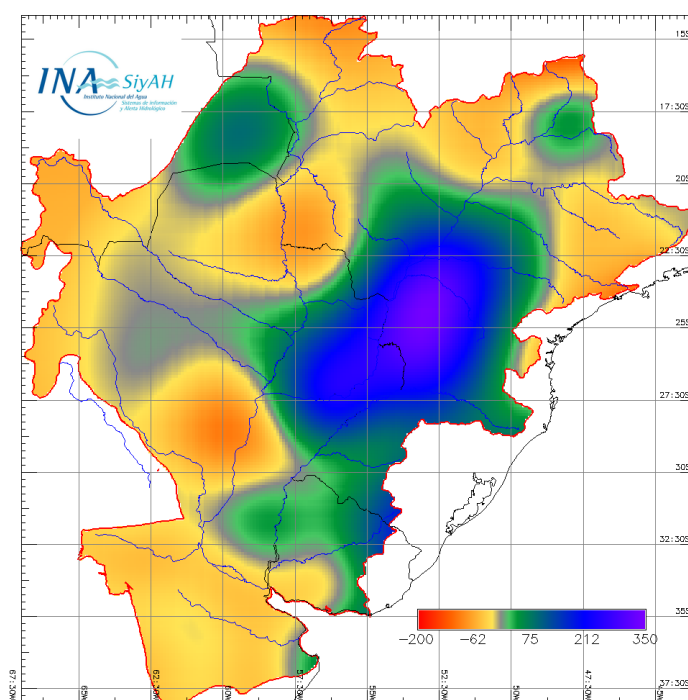 INA SiyAH
Instituto Nacional del Agua
Sistemas de Información
y Alerta Hidrológico
15S
17:30S
20S
22:30S
25S
27:30S
30S
32:30S
35S
37:30S
−200 −62 75 212 350
67:30W 65W 62:30W 60W 57:30W 55W 52:30W 50W 47:30W 45W